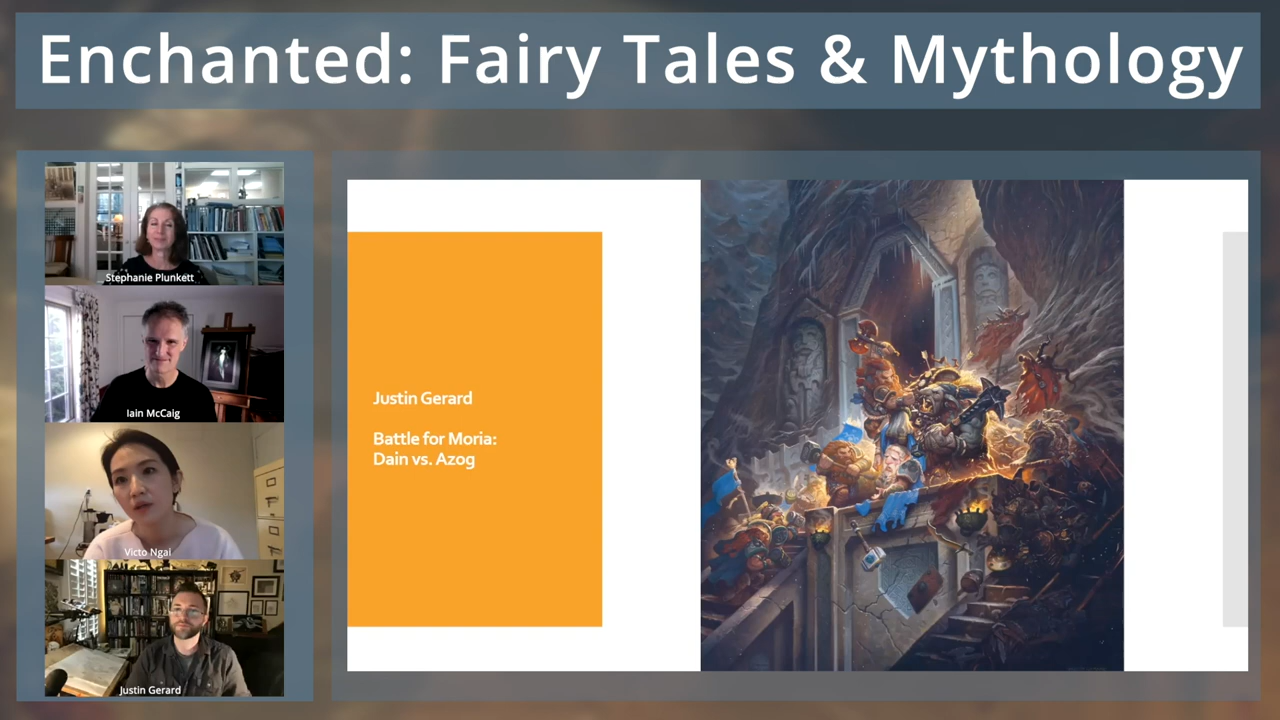 Enchanted: Fairy Tales & Mythology
Stephanie Plunkett
Iain McCaig
Victo Ngai
Justin Gerard
Justin Gerard
Battle for Moria:
Dain vs. Azog